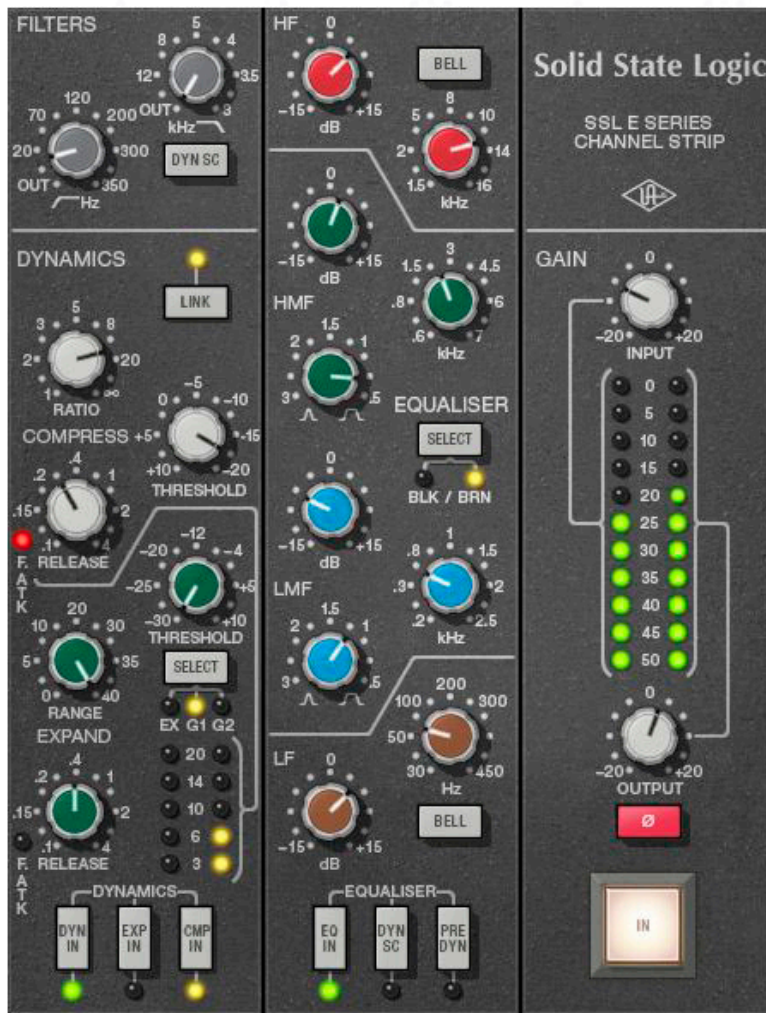 FILTERS
5
8 4
12 3.5
OUT 3
kHz
120
70 200
20 300
OUT 350
Hz
DYN SC
DYNAMICS
LINK
5
3 8
2 20
1 ∞
RATIO
COMPRESS
-5
0 -10
+5 -15
+10 -20
THRESHOLD
.4
.2 1
.15 2
.1 4
RELEASE
F.ATK
-12
-20 -4
-25 +5
-30 +10
THRESHOLD
20
10 30
5 35
0 40
RANGE
SELECT
EX G1 G2
EXPAND
20
14
10
6
3
.4
.2 1
.15 2
.1 4
RELEASE
F.ATK
DYNAMICS
DYN IN
EXP IN
CMP IN
HF
0
-15 +15
dB
BELL
8
5 10
2 14
1.5 16
kHz
0
-15 +15
dB
HMF
3
1.5 4.5
.8 6
.6 7
kHz
1.5
2 1
3 .5
EQUALISER
SELECT
BLK / BRN
0
-15 +15
dB
LMF
1
.8 1.5
.3 2
.2 2.5
kHz
1.5
2 1
3 .5
200
100 300
50
30 450
Hz
LF
0
-15 +15
dB
BELL
EQUALISER
EQ IN
DYN SC
PRE DYN
Solid State Logic
SSL E SERIES
CHANNEL STRIP
UA
GAIN
0
-20 +20
INPUT
0
5
10
15
20
25
30
35
40
45
50
0
-20 +20
OUTPUT
Ø
IN